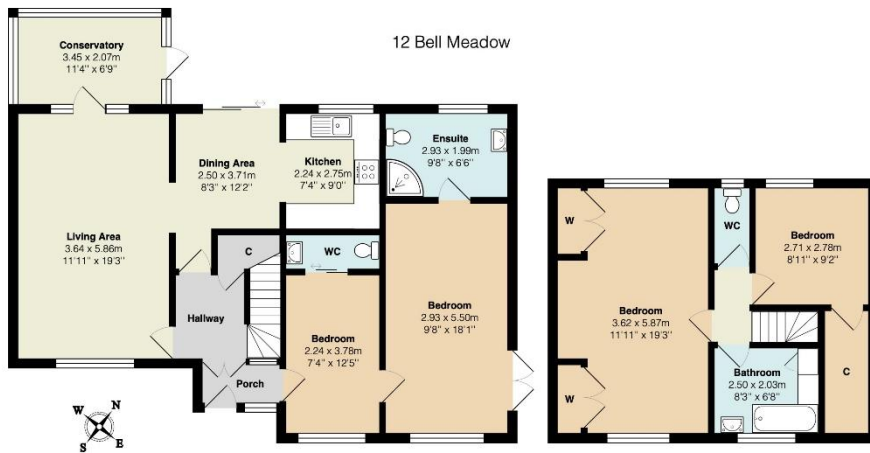 12 Bell Meadow
Conservatory
3.45 x 2.07m
11'4" x 6'9"
Living Area
3.64 x 5.86m
11'11" x 19'3"
Dining Area
2.50 x 3.71m
8'3" x 12'2"
Kitchen
2.24 x 2.75m
7'4" x 9'0"
Ensuite
2.93 x 1.99m
9'8" x 6'6"
C
WC
Hallway
Bedroom
2.24 x 3.78m
7'4" x 12'5"
Bedroom
2.93 x 5.50m
9'8" x 18'1"
Porch
W
N
S
E
W
WC
Bedroom
2.71 x 2.78m
8'11" x 9'2"
Bedroom
3.62 x 5.87m
11'11" x 19'3"
Bathroom
2.50 x 2.03m
8'3" x 6'8"
W
C